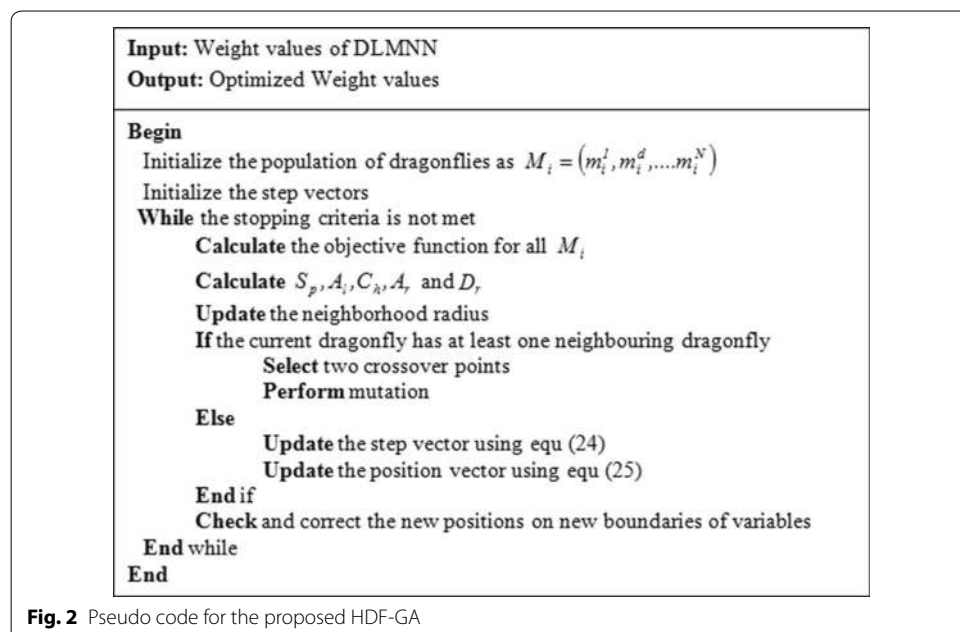 Input: Weight values of DLMNN
Output: Optimized Weight values
Begin
Initialize the population of dragonflies as M_i = (m_i^1, m_i^d, .... m_i^N)
Initialize the step vectors
While the stopping criteria is not met
Calculate the objective function for all M_i
Calculate S_p, A_i, C_h, A_r and D_r
Update the neighborhood radius
If the current dragonfly has at least one neighbouring dragonfly
Select two crossover points
Perform mutation
Else
Update the step vector using equ (24)
Update the position vector using equ (25)
End if
Check and correct the new positions on new boundaries of variables
End while
End
Fig. 2 Pseudo code for the proposed HDF-GA